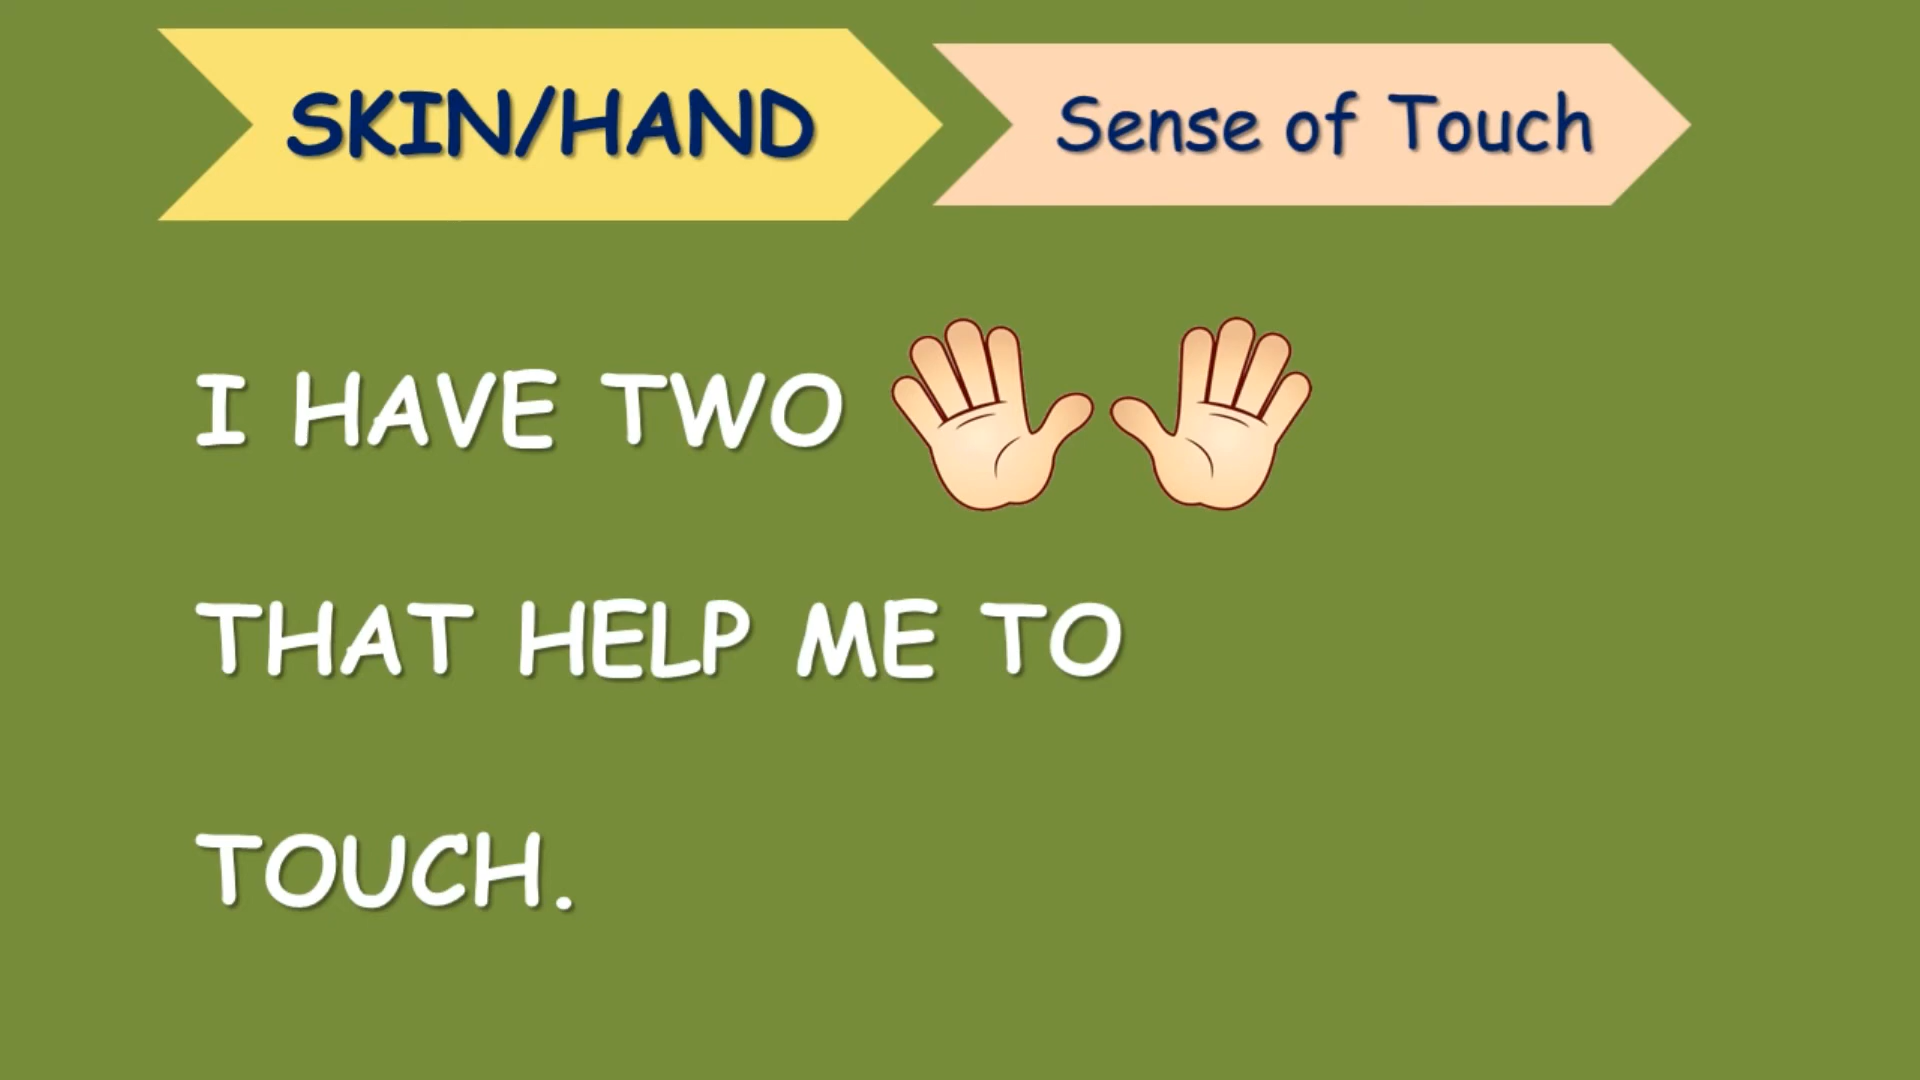 SKIN/HAND
Sense of Touch
I HAVE TWO
THAT HELP ME TO
TOUCH.